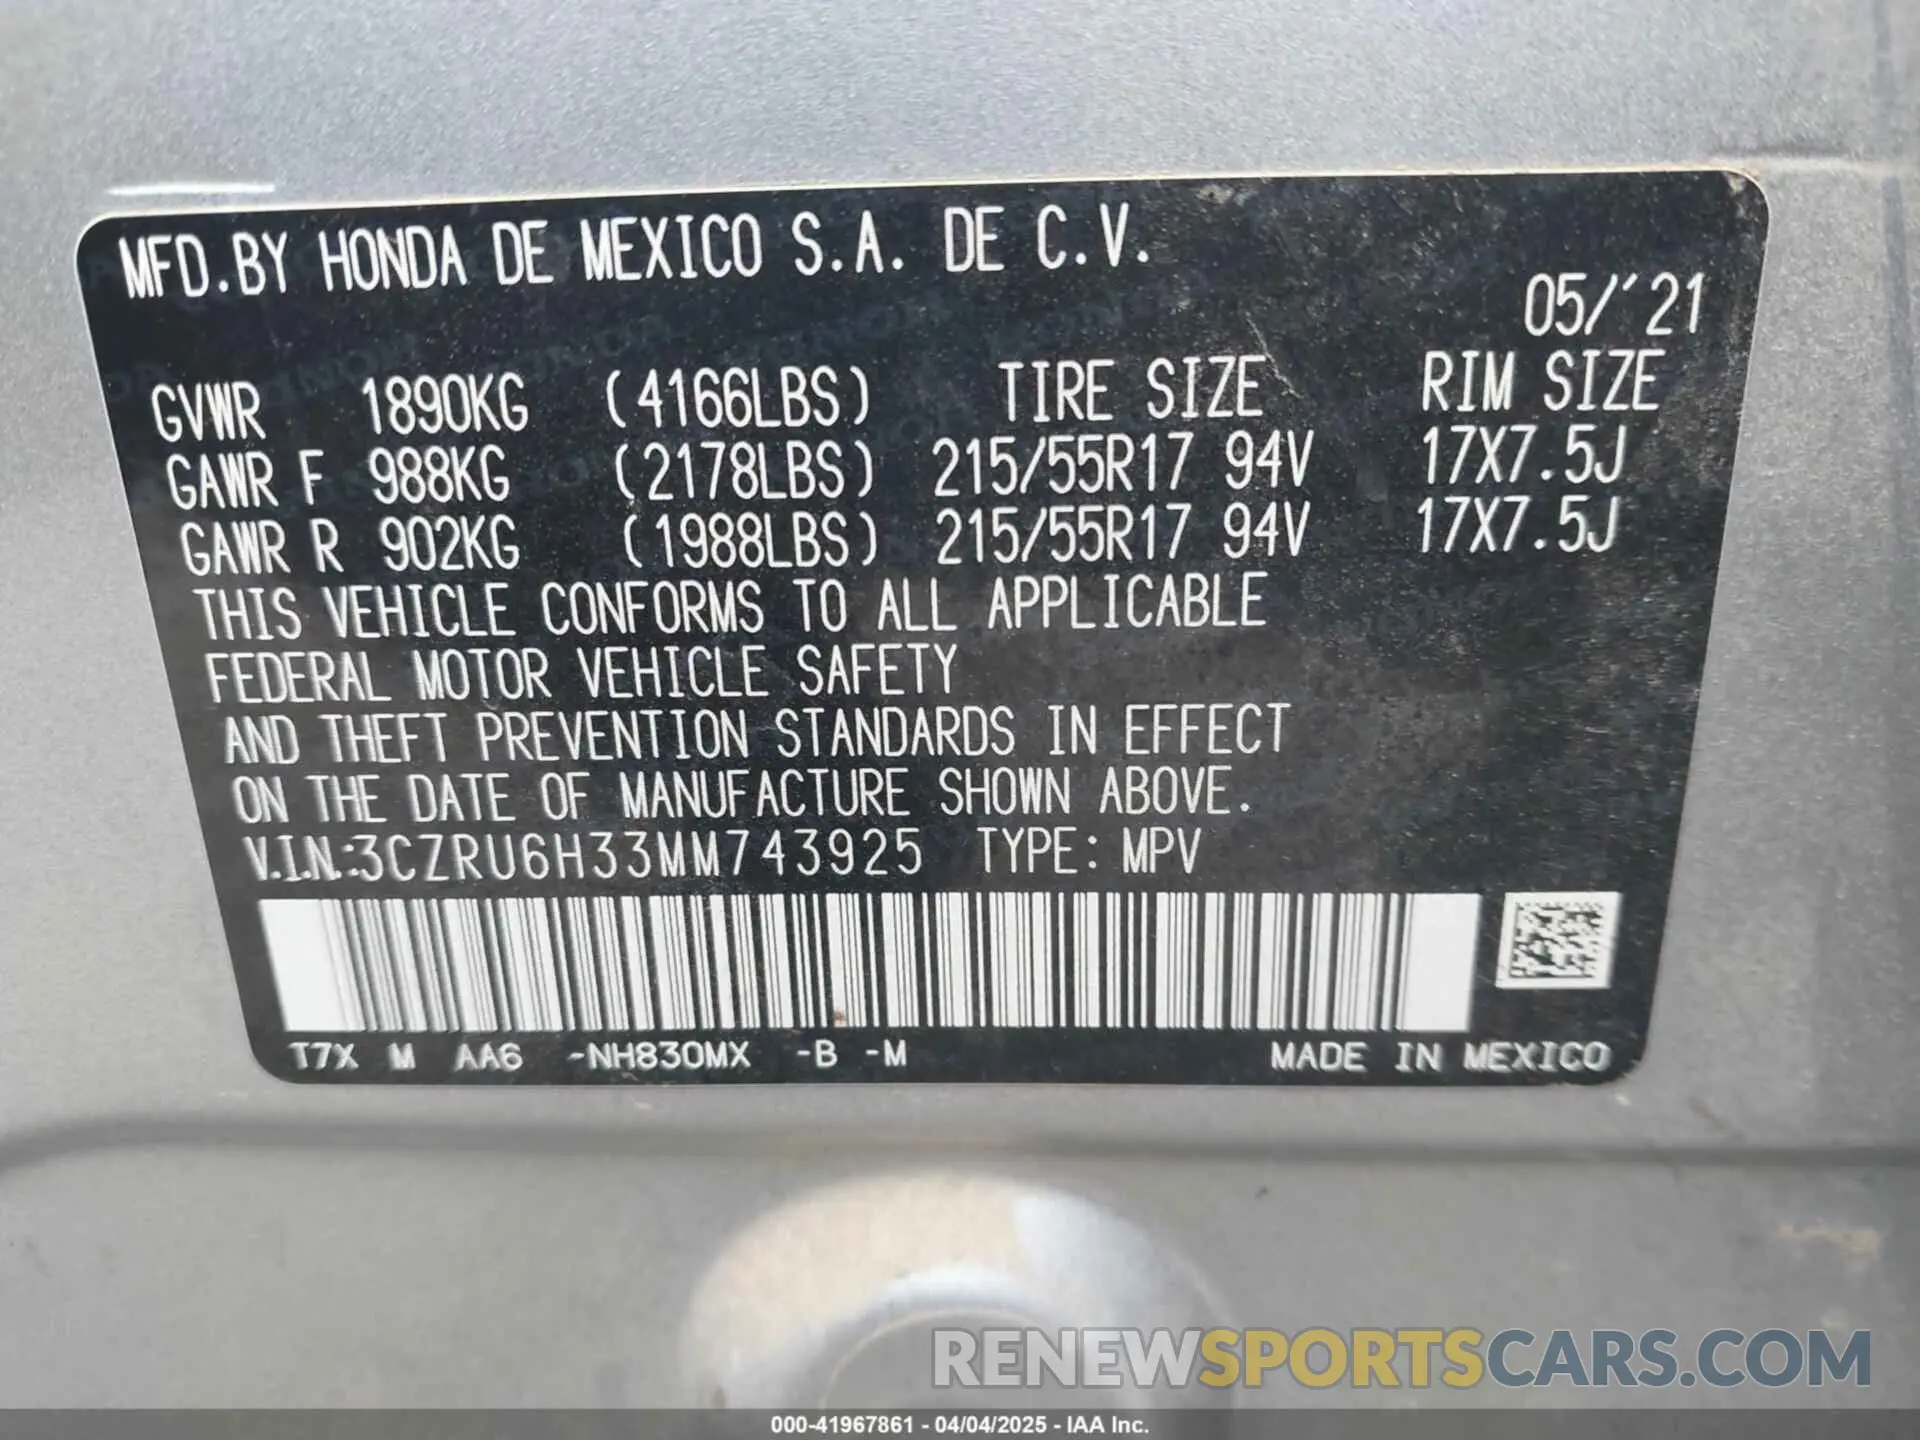 MFD.BY HONDA DE MEXICO S.A. DE C.V.
05/'21
GVWR 1890KG (4166LBS) TIRE SIZE RIM SIZE
GAWR F 988KG (2178LBS) 215/55R17 94V 17X7.5J
GAWR R 902KG (1988LBS) 215/55R17 94V 17X7.5J
THIS VEHICLE CONFORMS TO ALL APPLICABLE
FEDERAL MOTOR VEHICLE SAFETY
AND THEFT PREVENTION STANDARDS IN EFFECT
ON THE DATE OF MANUFACTURE SHOWN ABOVE.
V.I.N.:3CZRU6H33MM743925 TYPE: MPV
T7X M AA6 -NH830MX -B -M MADE IN MEXICO
RENEWSPORTSCARS.COM
000-41967861 - 04/04/2025 - IAA Inc.